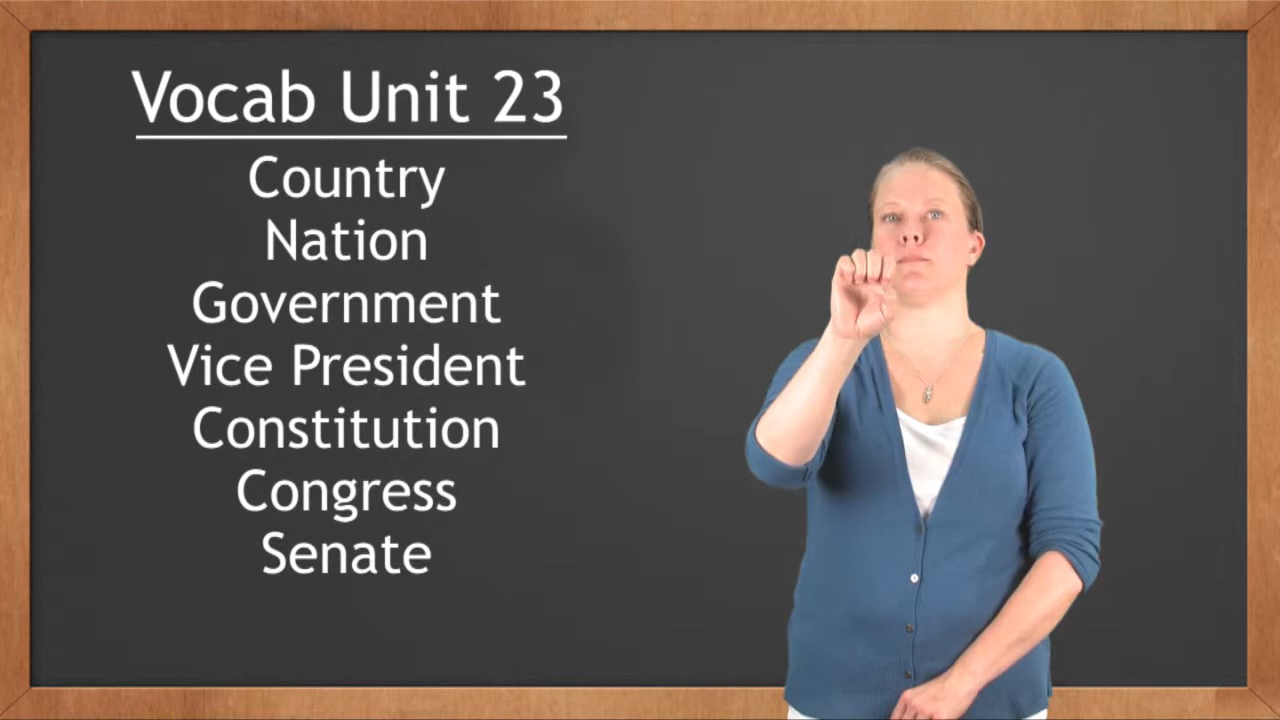 Vocab Unit 23
Country
Nation
Government
Vice President
Constitution
Congress
Senate